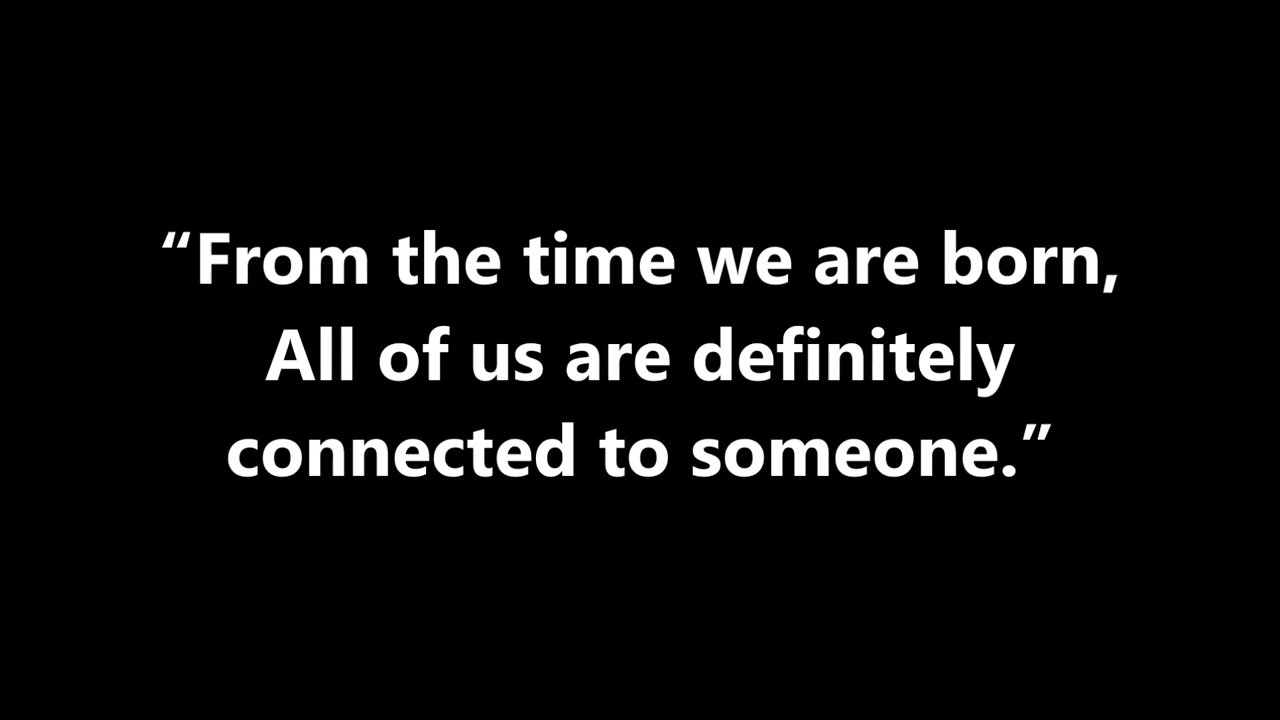 “From the time we are born,
All of us are definitely
connected to someone.”